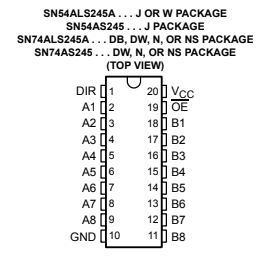 SN54ALS245A . . . J OR W PACKAGE
SN54AS245 . . . J PACKAGE
SN74ALS245A . . . DB, DW, N, OR NS PACKAGE
SN74AS245 . . . DW, N, OR NS PACKAGE
(TOP VIEW)
DIR 1 20 VCC
A1 2 19 OE
A2 3 18 B1
A3 4 17 B2
A4 5 16 B3
A5 6 15 B4
A6 7 14 B5
A7 8 13 B6
A8 9 12 B7
GND 10 11 B8